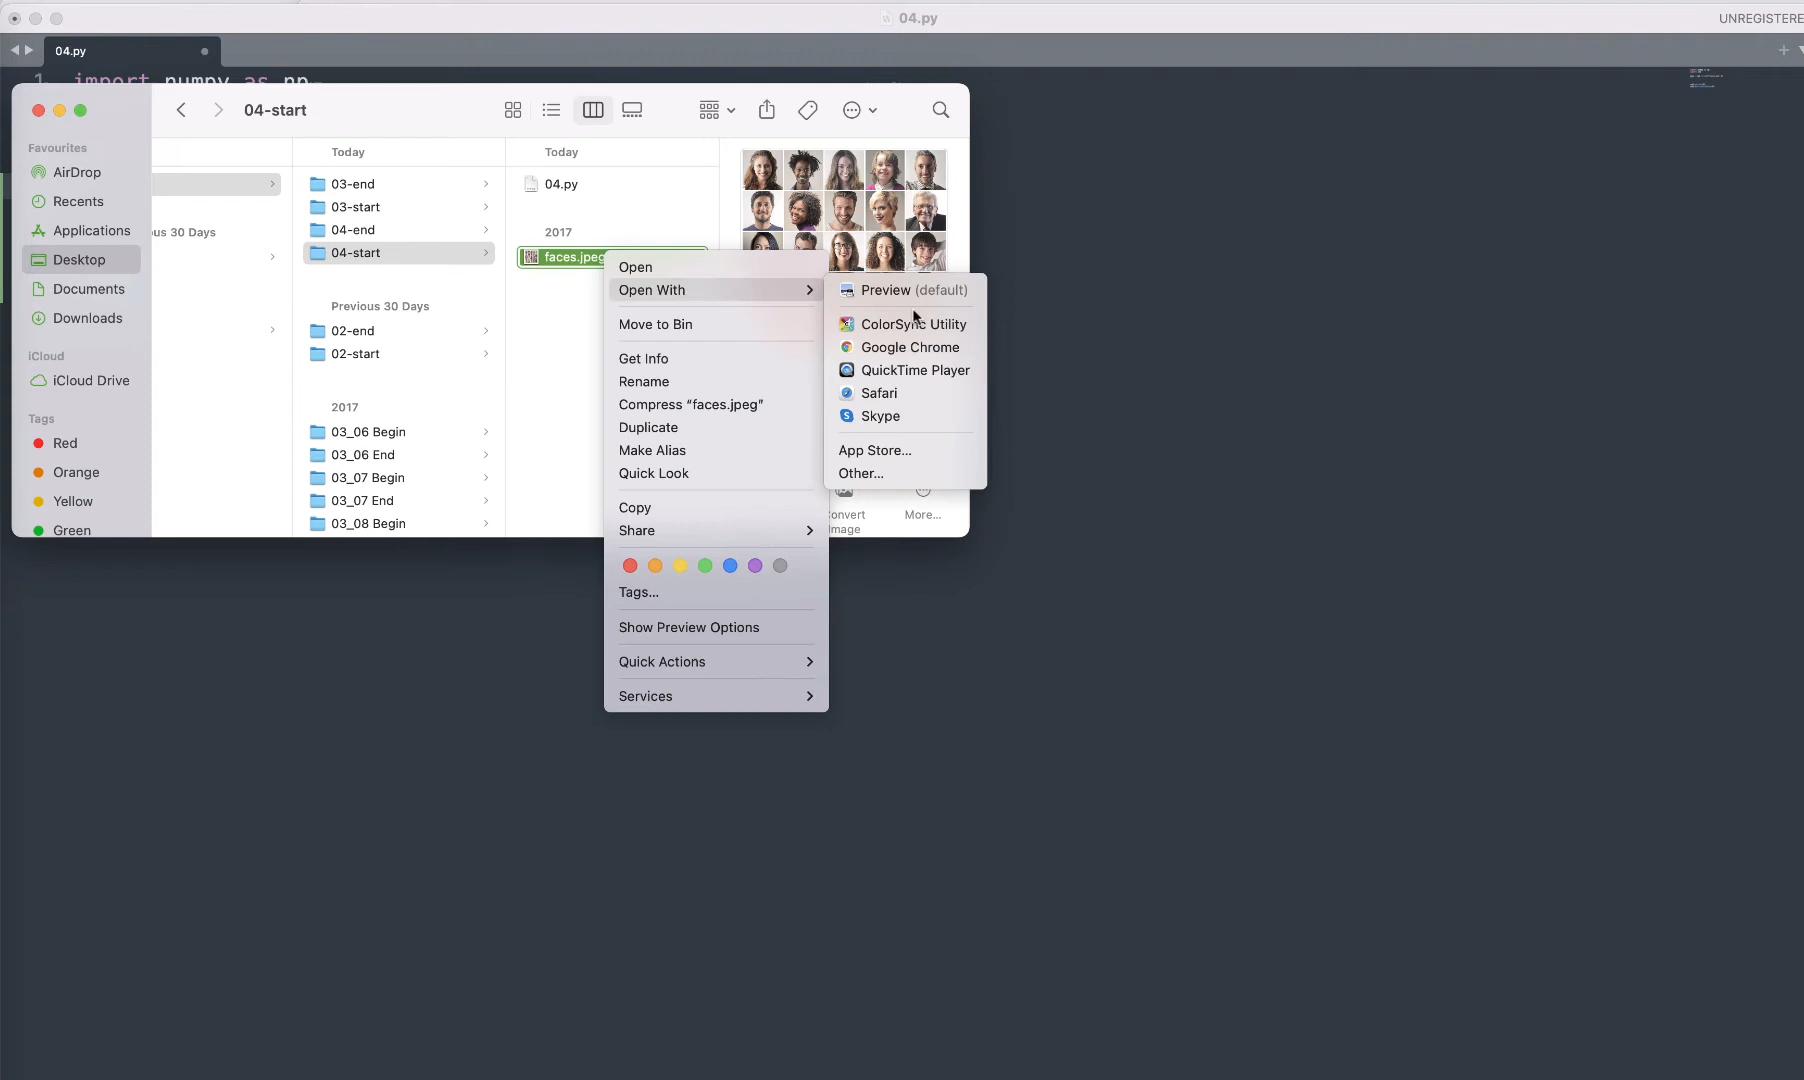 04.py
UNREGISTERE
04.py
1 import numpy as np
04-start
Favourites
AirDrop
Recents
Applications
Desktop
Documents
Downloads
iCloud
iCloud Drive
Tags
Red
Orange
Yellow
Green
us 30 Days
Today
03-end
03-start
04-end
04-start
Previous 30 Days
02-end
02-start
2017
03_06 Begin
03_06 End
03_07 Begin
03_07 End
03_08 Begin
Today
04.py
2017
faces.jpeg
Open
Open With
Move to Bin
Get Info
Rename
Compress “faces.jpeg”
Duplicate
Make Alias
Quick Look
Copy
Share
Tags...
Show Preview Options
Quick Actions
Services
Preview (default)
ColorSync Utility
Google Chrome
QuickTime Player
Safari
Skype
App Store...
Other...
onvert
mage
More...